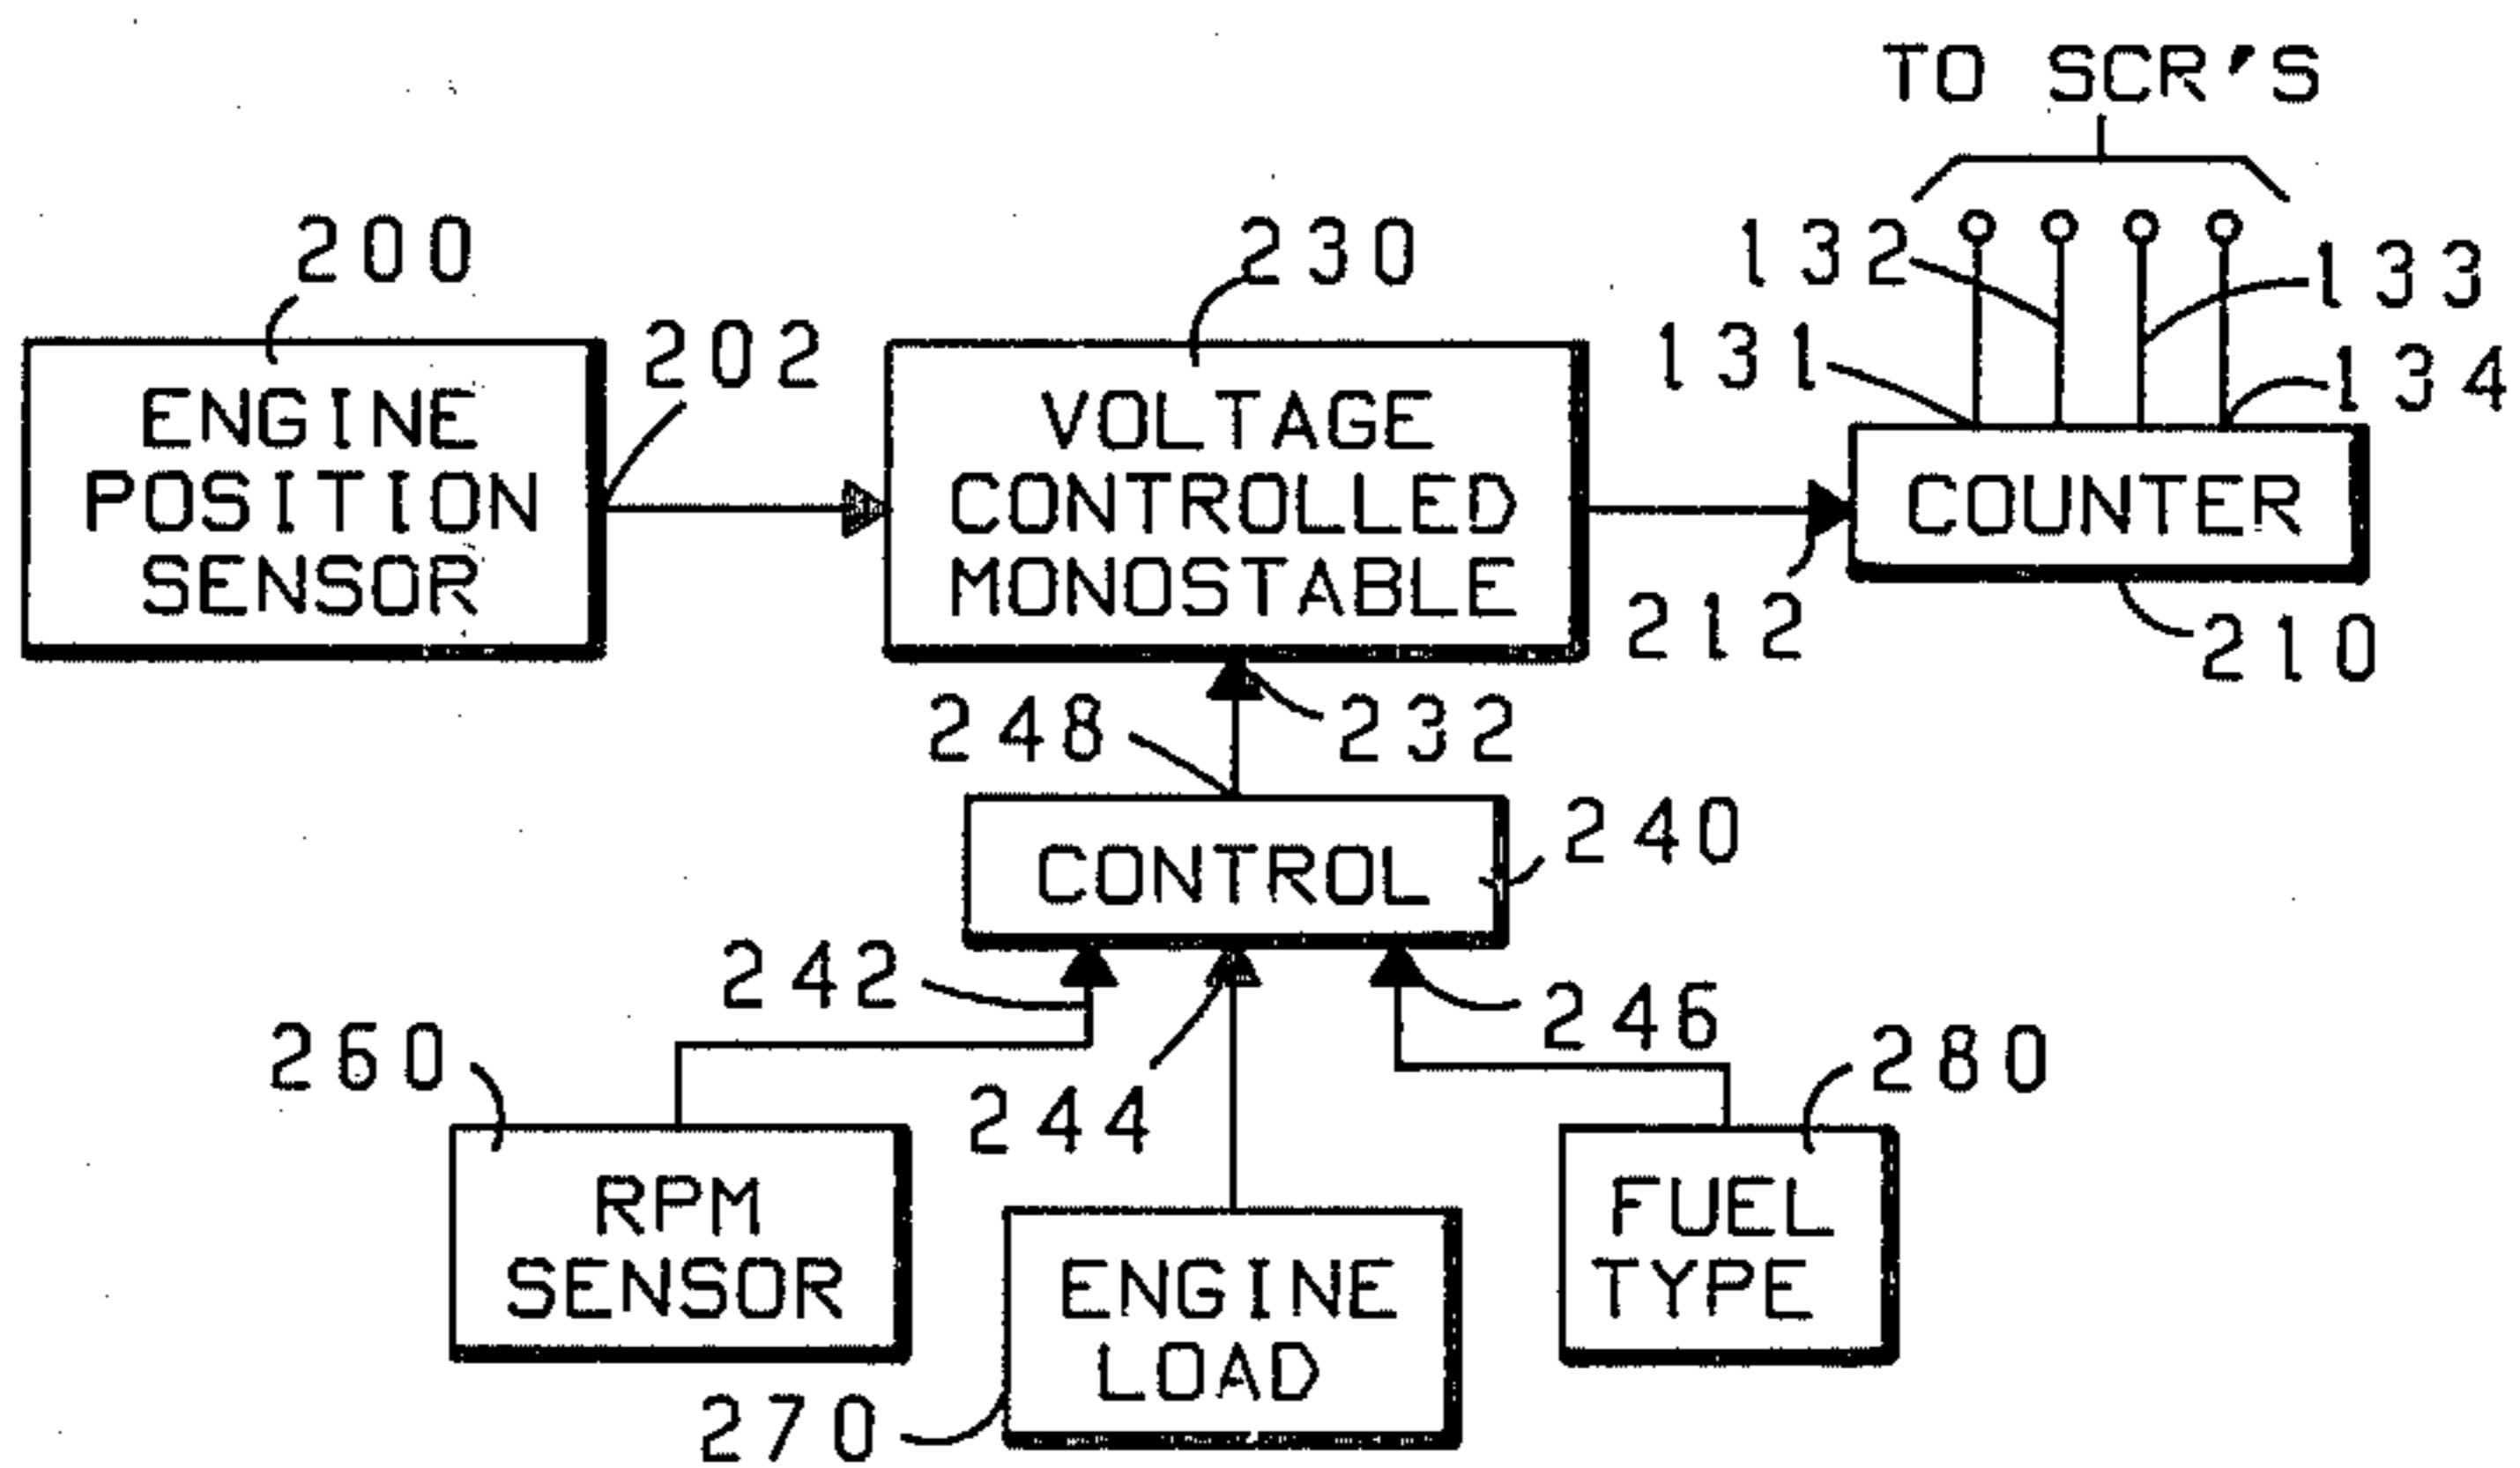 TO SCR'S
200
230
132
133
202
131
134
ENGINE
POSITION
SENSOR
VOLTAGE
CONTROLLED
MONOSTABLE
COUNTER
212
210
248
232
240
CONTROL
242
246
260
244
280
RPM
SENSOR
FUEL
TYPE
ENGINE
LOAD
270